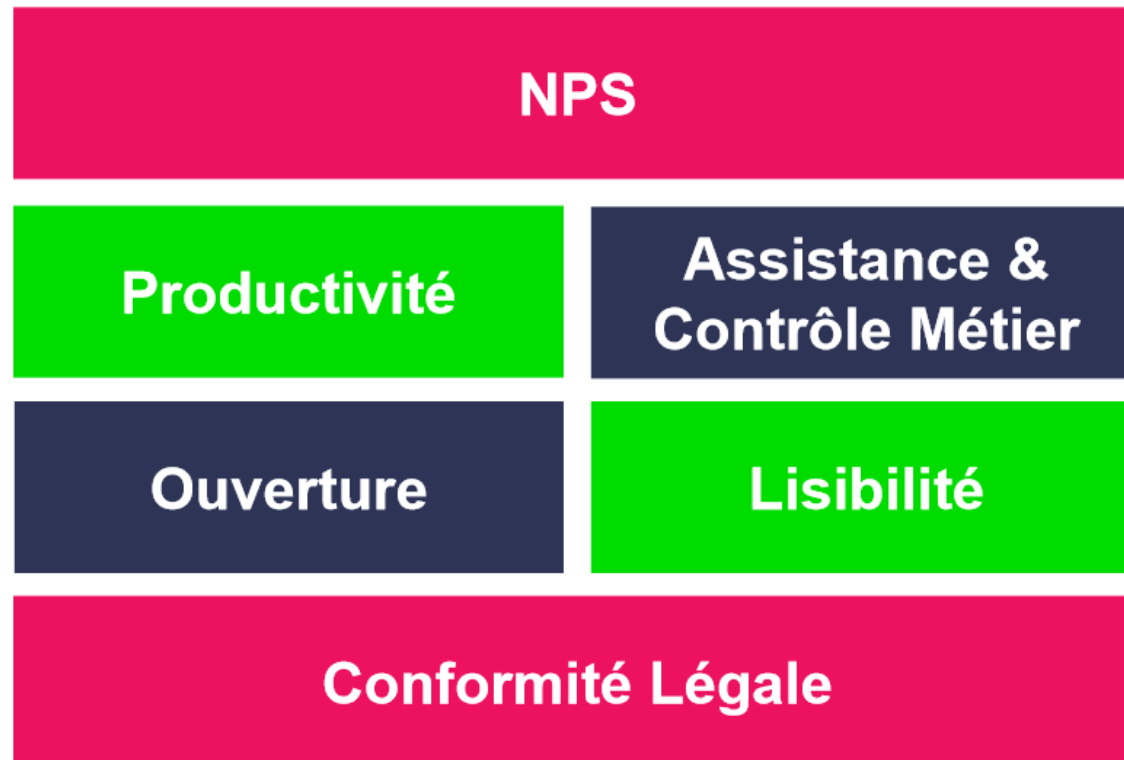 NPS
Productivité
Assistance &
Contrôle Métier
Ouverture
Lisibilité
Conformité Légale